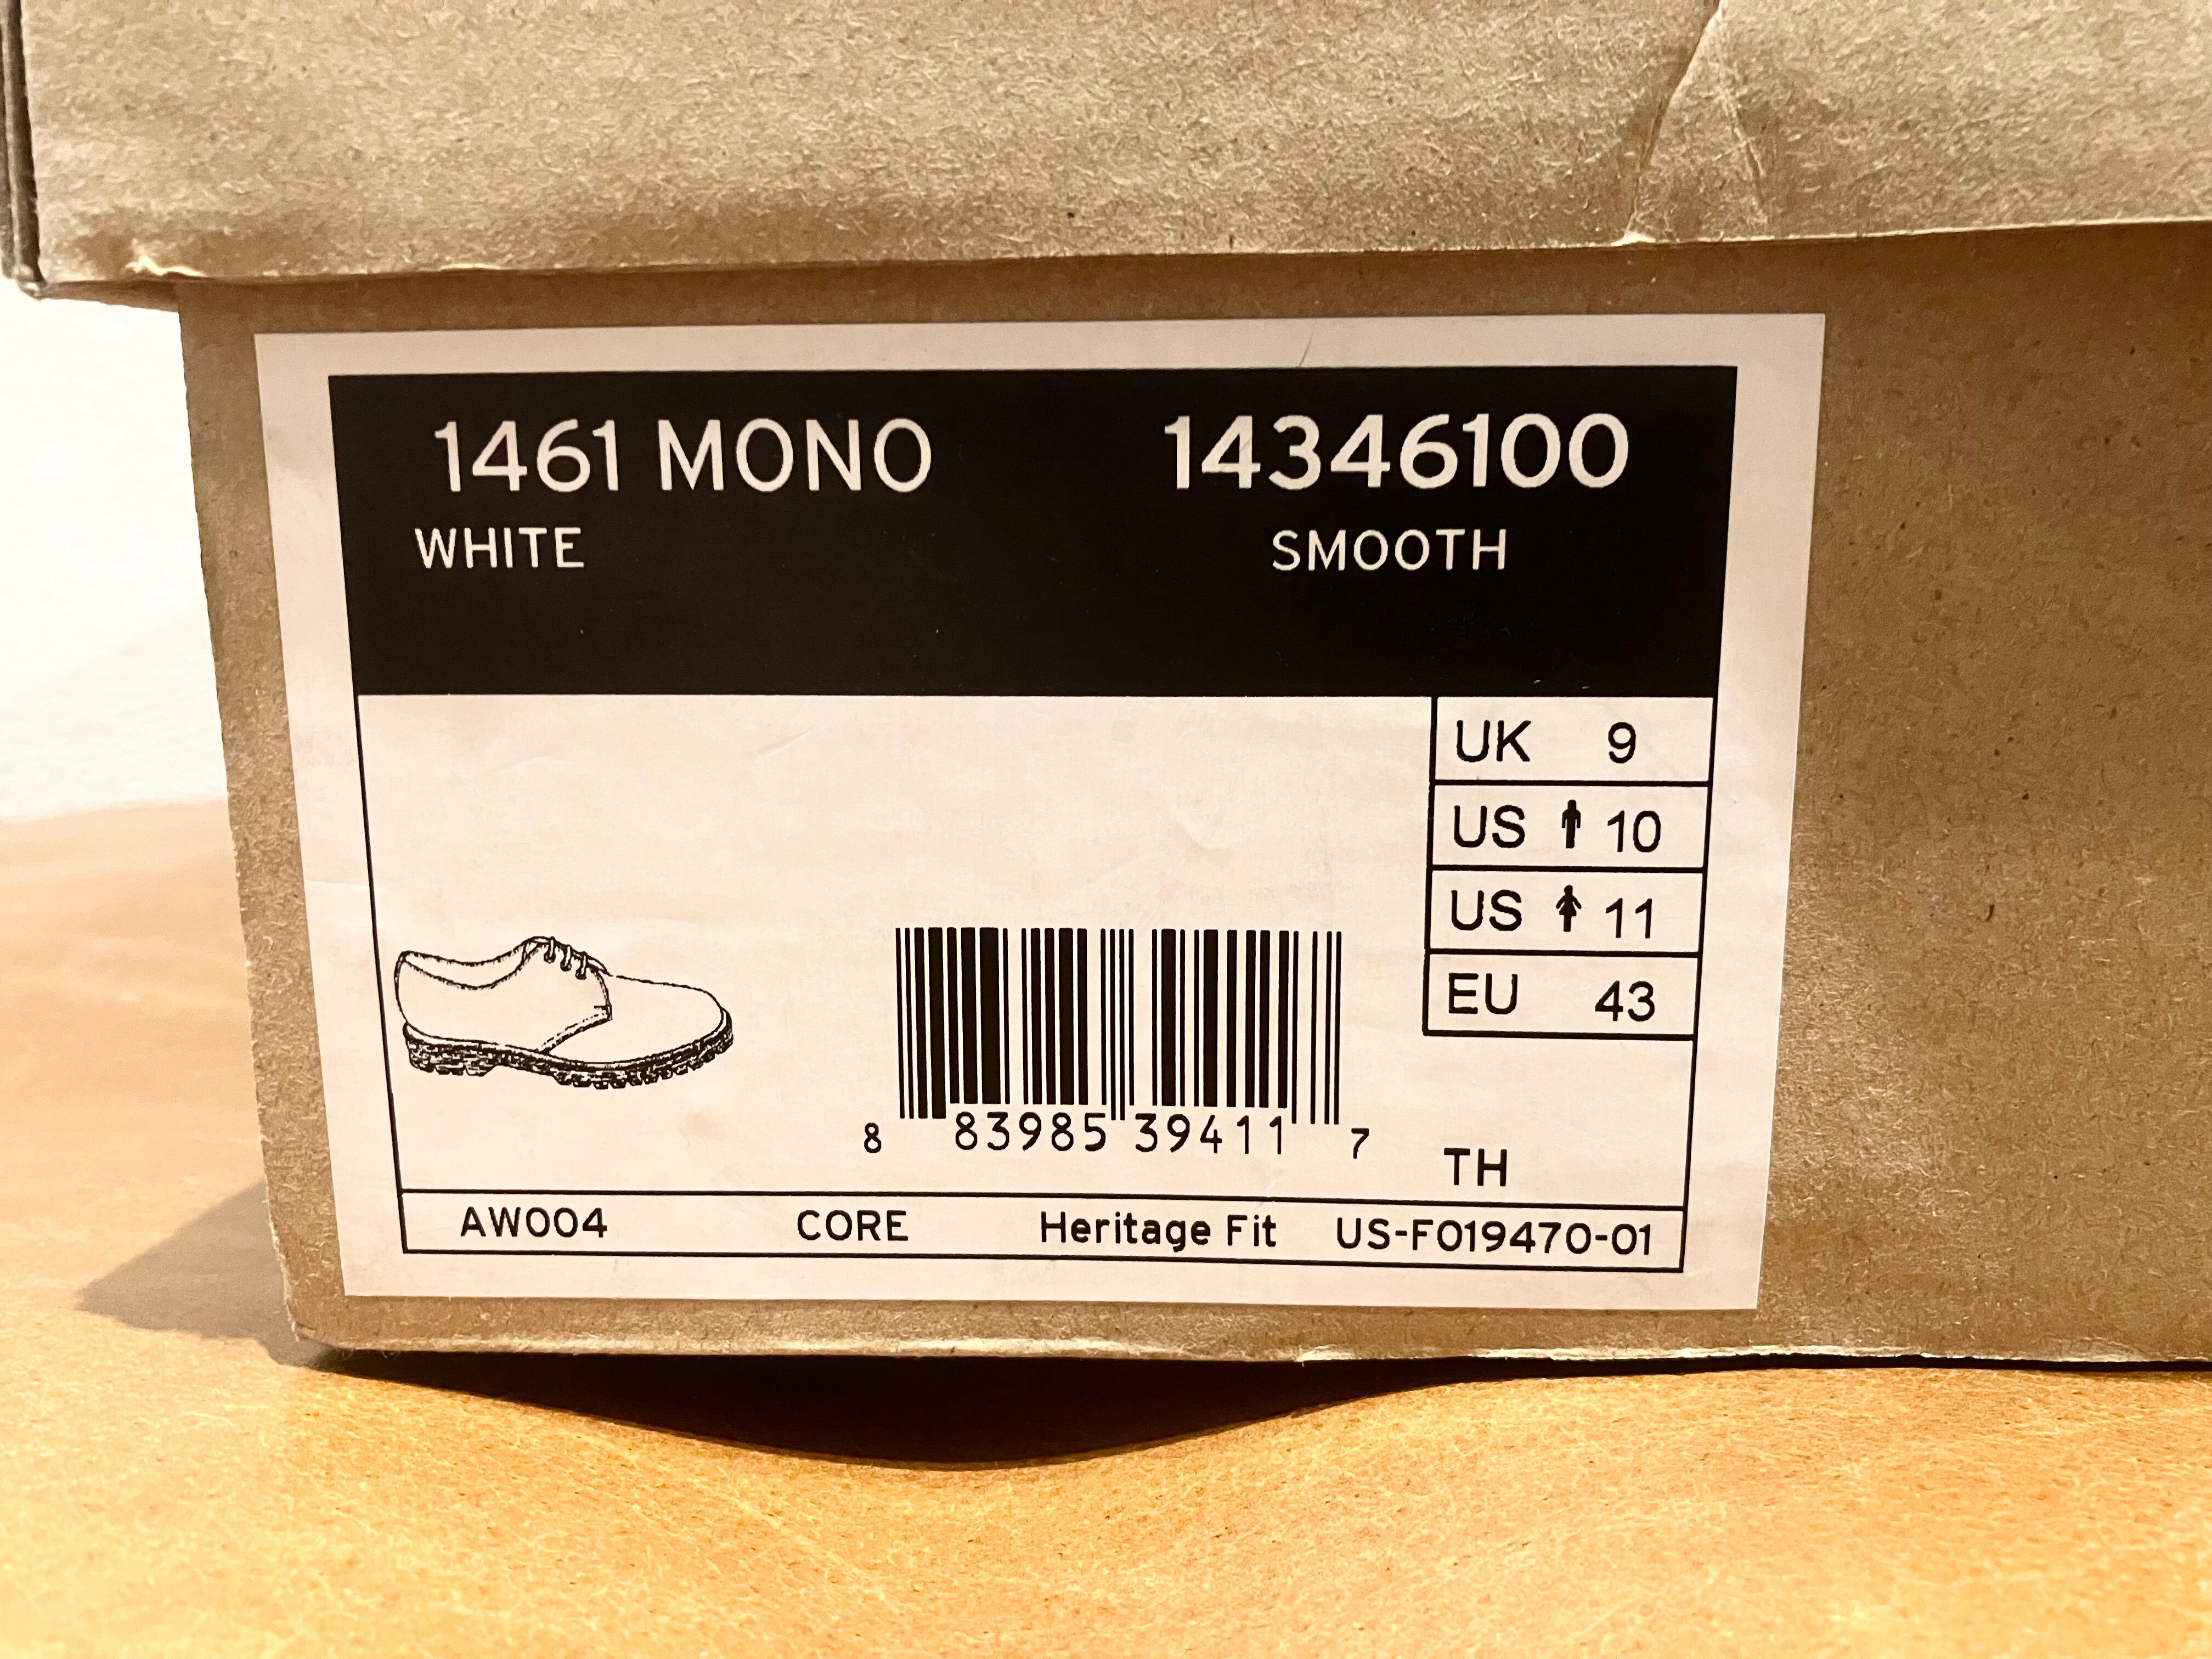 1461 MONO 14346100
WHITE SMOOTH
UK 9
US 10
US 11
EU 43
8 83985 39411 7
TH
AW004 CORE Heritage Fit US-F019470-01